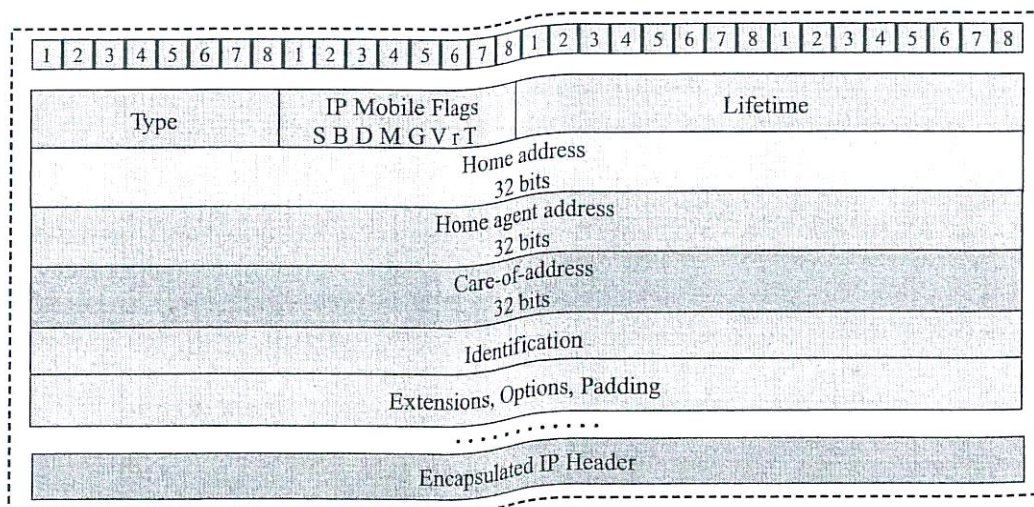 1 2 3 4 5 6 7 8 1 2 3 4 5 6 7 8 1 2 3 4 5 6 7 8 1 2 3 4 5 6 7 8
Type
IP Mobile Flags
S B D M G V r T
Lifetime
Home address
32 bits
Home agent address
32 bits
Care-of-address
32 bits
Identification
Extensions, Options, Padding
. . . . . . . . . . . .
Encapsulated IP Header